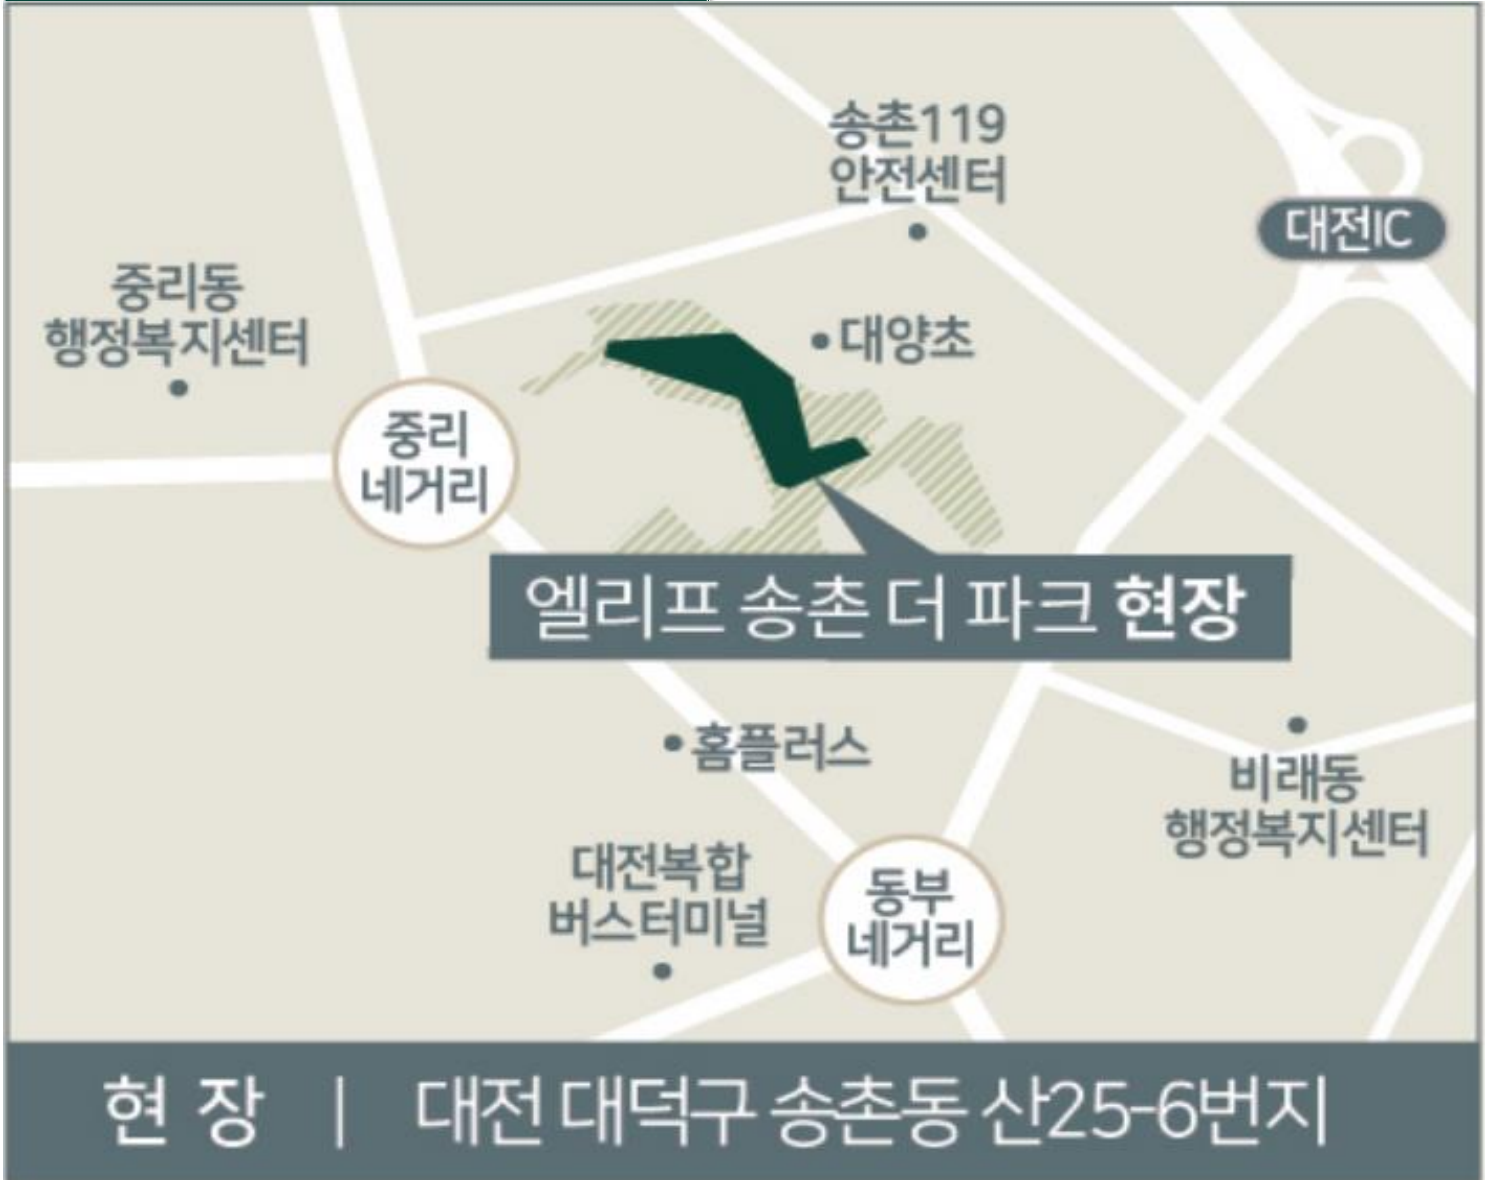 송촌119
안전센터
대전IC
중리동
행정복지센터
대양초
중리
네거리
엘리프 송촌 더 파크 현장
홈플러스
비래동
행정복지센터
대전복합
버스터미널
동부
네거리
현 장 | 대전 대덕구 송촌동 산25-6번지